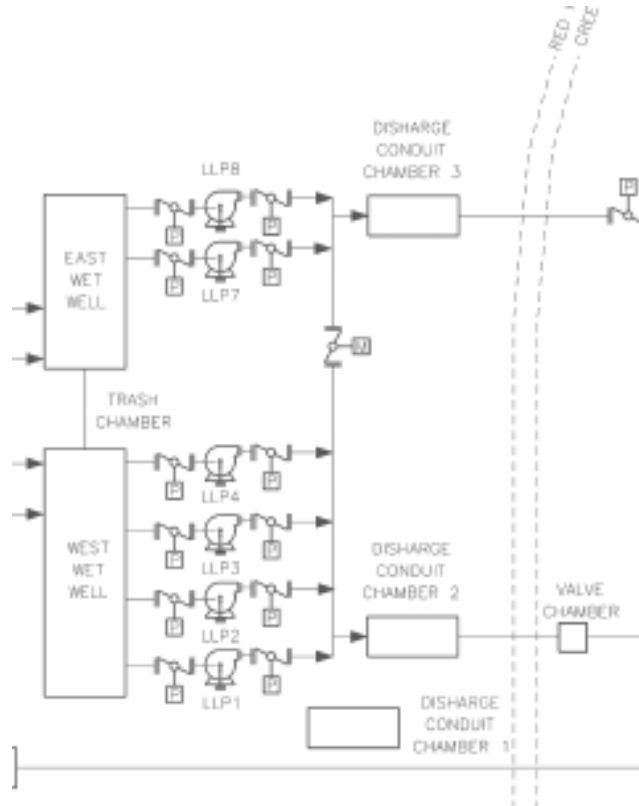 RED
CREE
DISHARGE
CONDUIT
CHAMBER 3
P
LLP8
P
P
EAST
WET
WELL
LLP7
P
P
M
TRASH
CHAMBER
LLP4
P
P
LLP3
P
P
WEST
WET
WELL
DISHARGE
CONDUIT
CHAMBER 2
VALVE
CHAMBER
LLP2
P
P
LLP1
P
P
DISHARGE
CONDUIT
CHAMBER 1